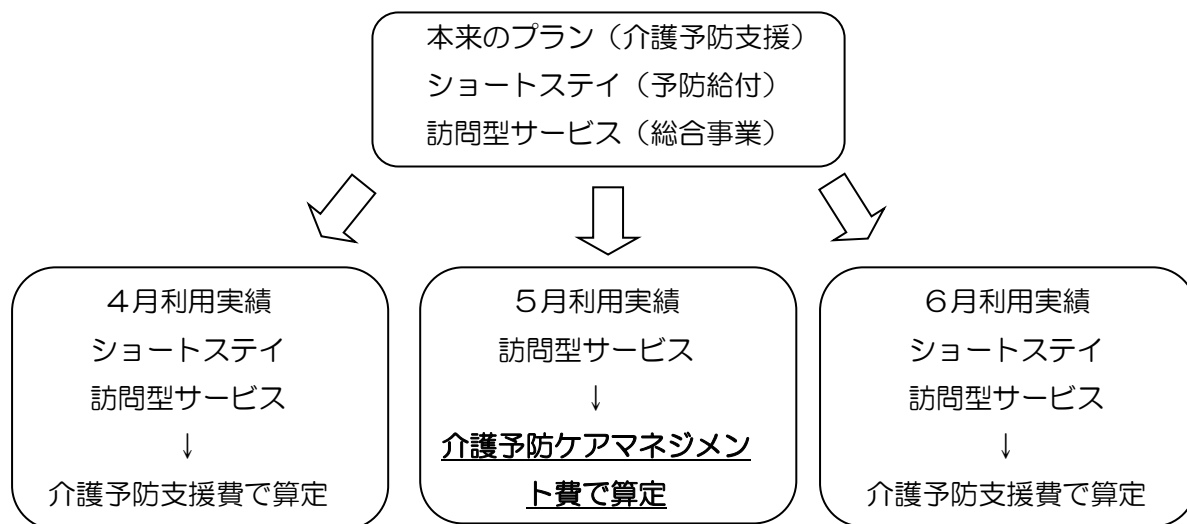 本来のプラン（介護予防支援）
ショートステイ（予防給付）
訪問型サービス（総合事業）
４月利用実績
ショートステイ
訪問型サービス
↓
介護予防支援費で算定
５月利用実績
訪問型サービス
↓
介護予防ケアマネジメン
ト費で算定
６月利用実績
ショートステイ
訪問型サービス
↓
介護予防支援費で算定